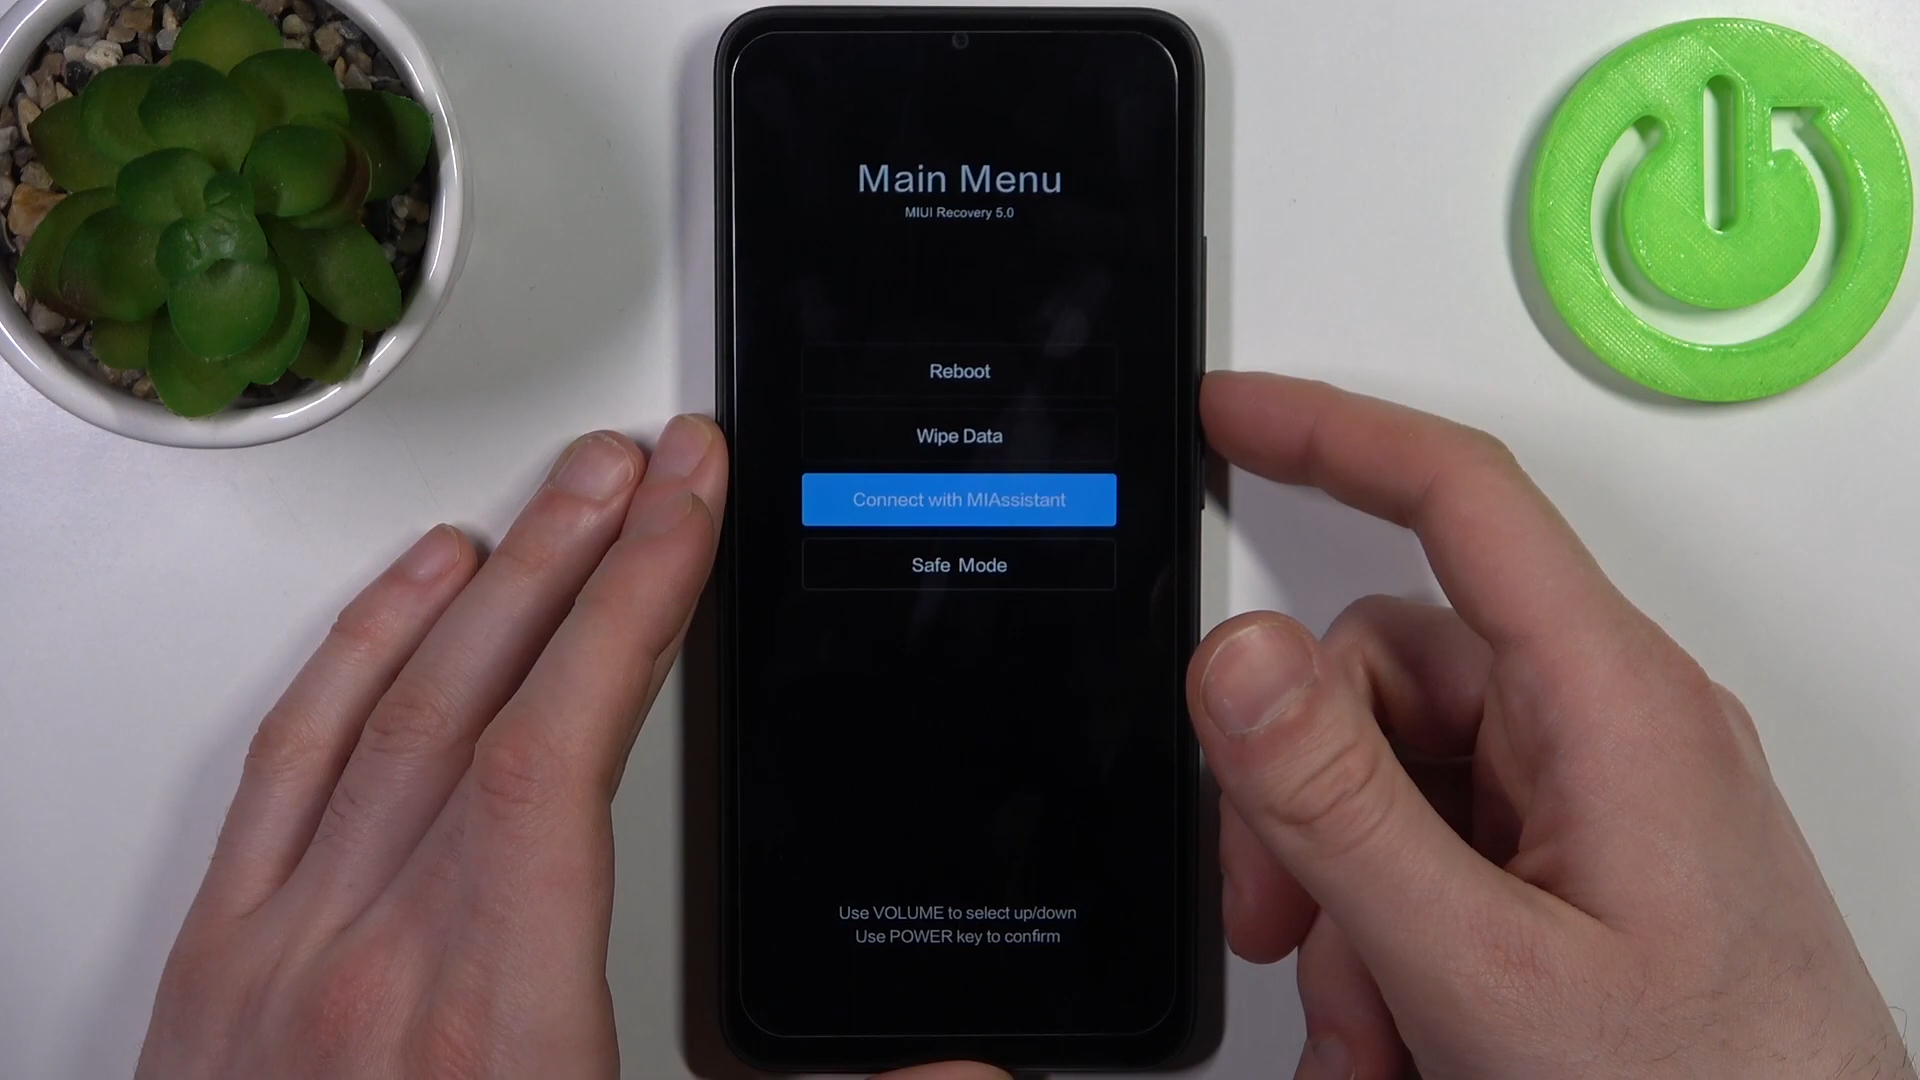 Main Menu
MIUI Recovery 5.0
Reboot
Wipe Data
Connect with MIAssistant
Safe Mode
Use VOLUME to select up/down
Use POWER key to confirm